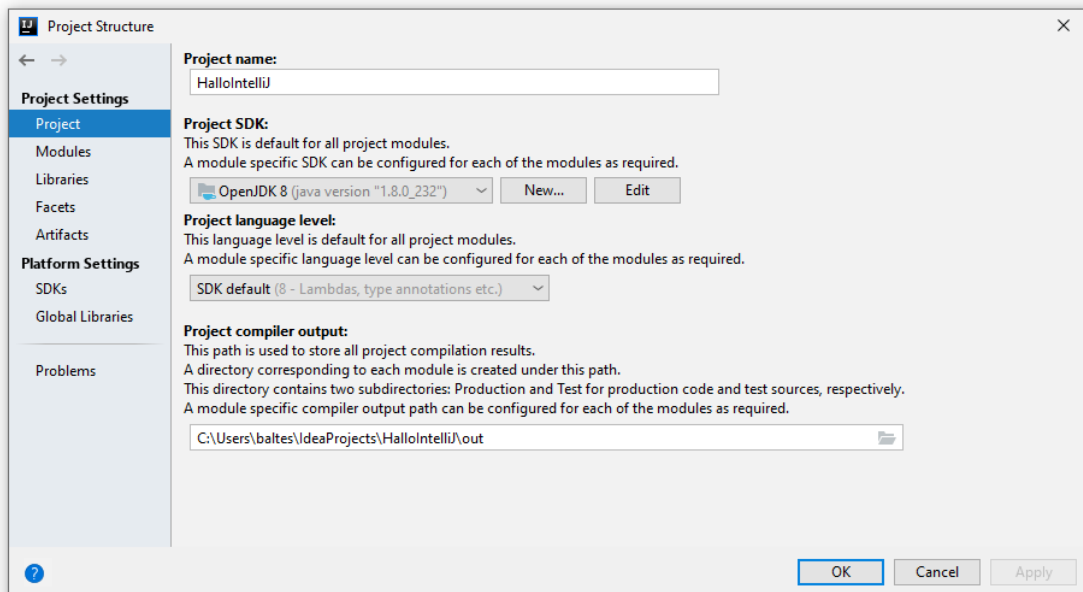 IJ
Project Structure
Project Settings
Project
Modules
Libraries
Facets
Artifacts
Platform Settings
SDKs
Global Libraries
Problems
Project name:
HalloIntelliJ
Project SDK:
This SDK is default for all project modules.
A module specific SDK can be configured for each of the modules as required.
OpenJDK 8 (java version "1.8.0_232") New... Edit
Project language level:
This language level is default for all project modules.
A module specific language level can be configured for each of the modules as required.
SDK default (8 - Lambdas, type annotations etc.)
Project compiler output:
This path is used to store all project compilation results.
A directory corresponding to each module is created under this path.
This directory contains two subdirectories: Production and Test for production code and test sources, respectively.
A module specific compiler output path can be configured for each of the modules as required.
C:\Users\baltes\IdeaProjects\HalloIntelliJ\out
? OK Cancel Apply